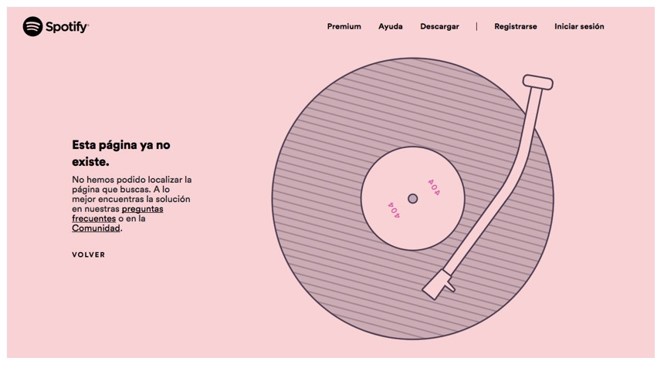 Spotify
Premium Ayuda Descargar | Registrarse Iniciar sesión
Esta página ya no
existe.
No hemos podido localizar la
página que buscas. A lo
mejor encuentras la solución
en nuestras preguntas
frecuentes o en la
Comunidad.
VOLVER
404
404